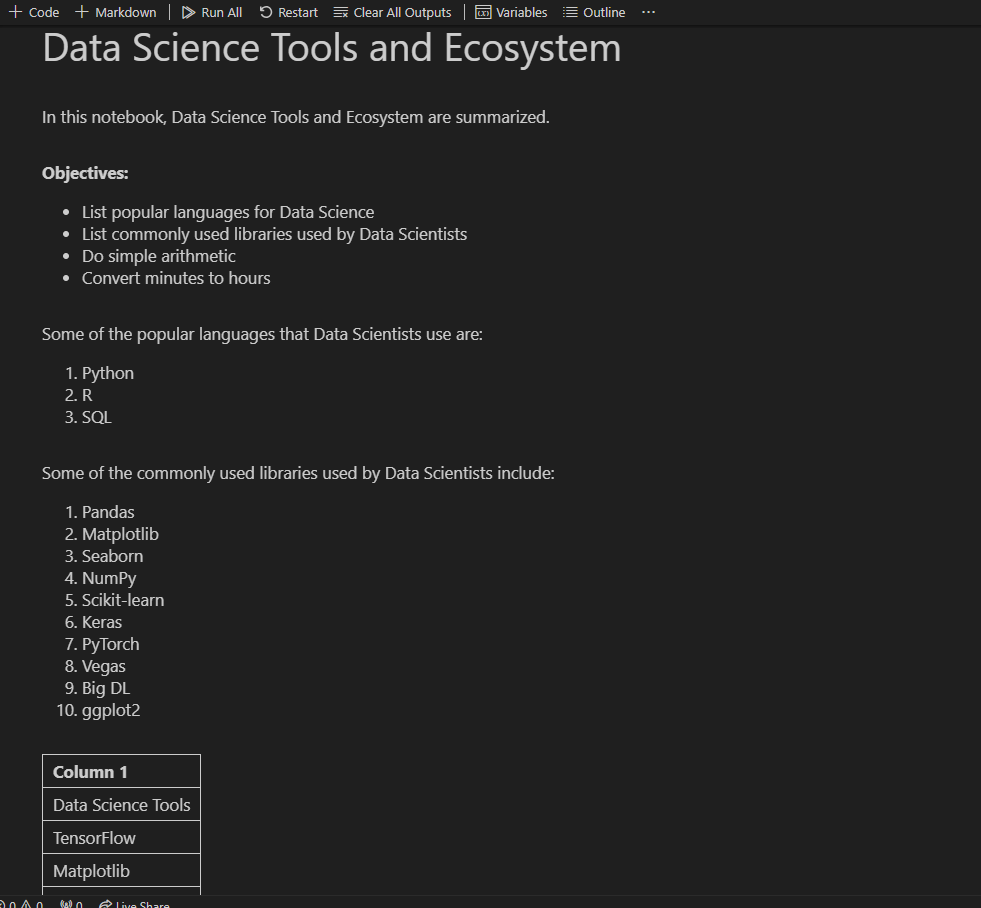 Code Markdown Run All Restart Clear All Outputs Variables Outline ...
Data Science Tools and Ecosystem
In this notebook, Data Science Tools and Ecosystem are summarized.
Objectives:
• List popular languages for Data Science
• List commonly used libraries used by Data Scientists
• Do simple arithmetic
• Convert minutes to hours
Some of the popular languages that Data Scientists use are:
1. Python
2. R
3. SQL
Some of the commonly used libraries used by Data Scientists include:
1. Pandas
2. Matplotlib
3. Seaborn
4. NumPy
5. Scikit-learn
6. Keras
7. PyTorch
8. Vegas
9. Big DL
10. ggplot2
Column 1
Data Science Tools
TensorFlow
Matplotlib
0 0 0 Live Share